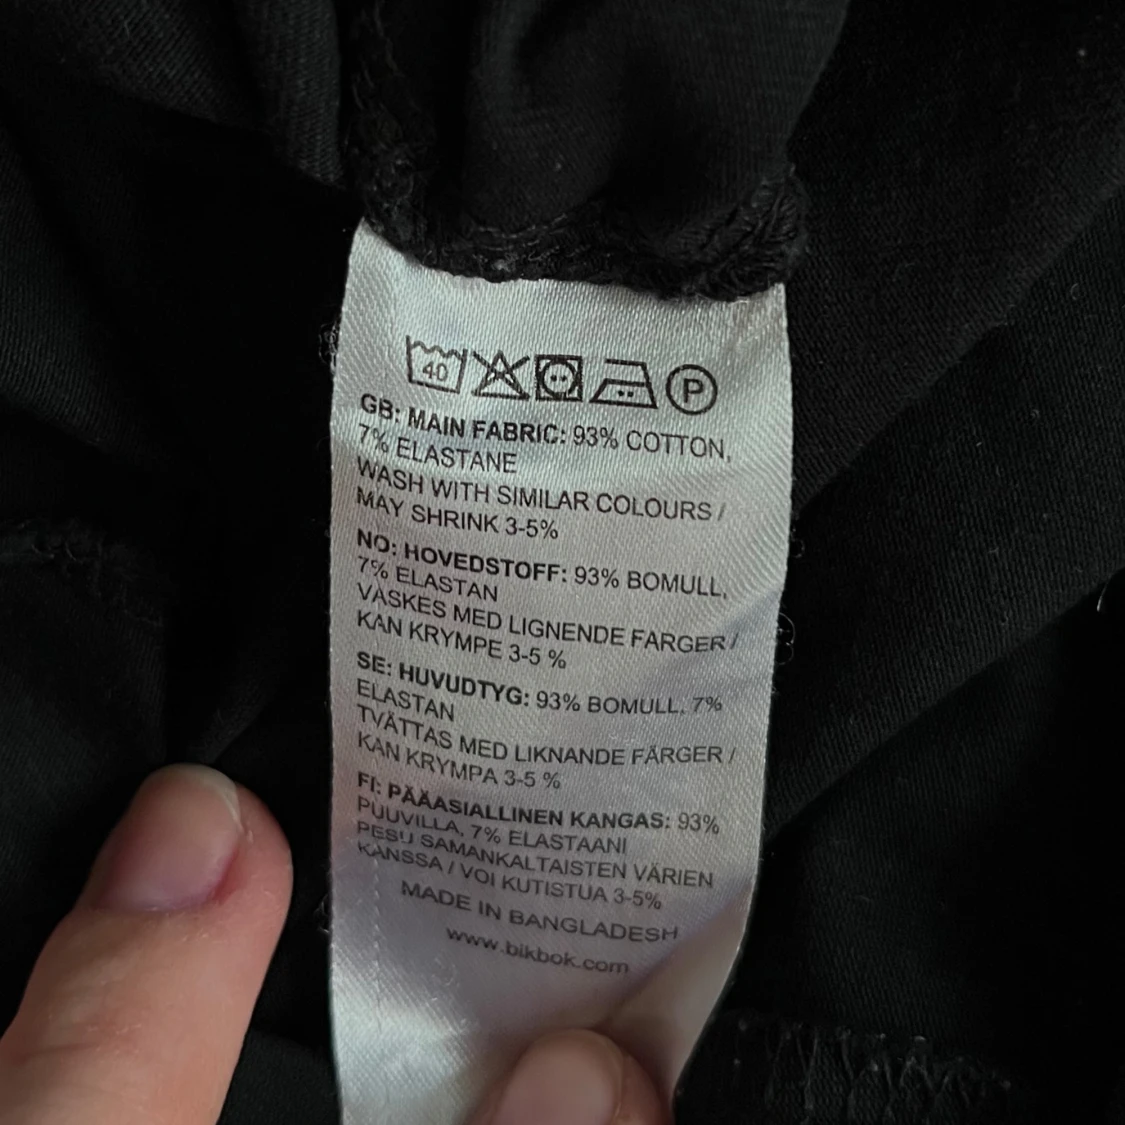 40 P
GB: MAIN FABRIC: 93% COTTON,
7% ELASTANE
WASH WITH SIMILAR COLOURS /
MAY SHRINK 3-5%
NO: HOVEDSTOFF: 93% BOMULL,
7% ELASTAN
VASKES MED LIGNENDE FARGER /
KAN KRYMPE 3-5 %
SE: HUVUDTYG: 93% BOMULL, 7%
ELASTAN
TVÄTTAS MED LIKNANDE FÄRGER /
KAN KRYMPA 3-5 %
FI: PÄÄASIALLINEN KANGAS: 93%
PUUVILLA, 7% ELASTAANI
PESU SAMANKALTAISTEN VÄRIEN
KANSSA / VOI KUTISTUA 3-5%
MADE IN BANGLADESH
www.bikbok.com